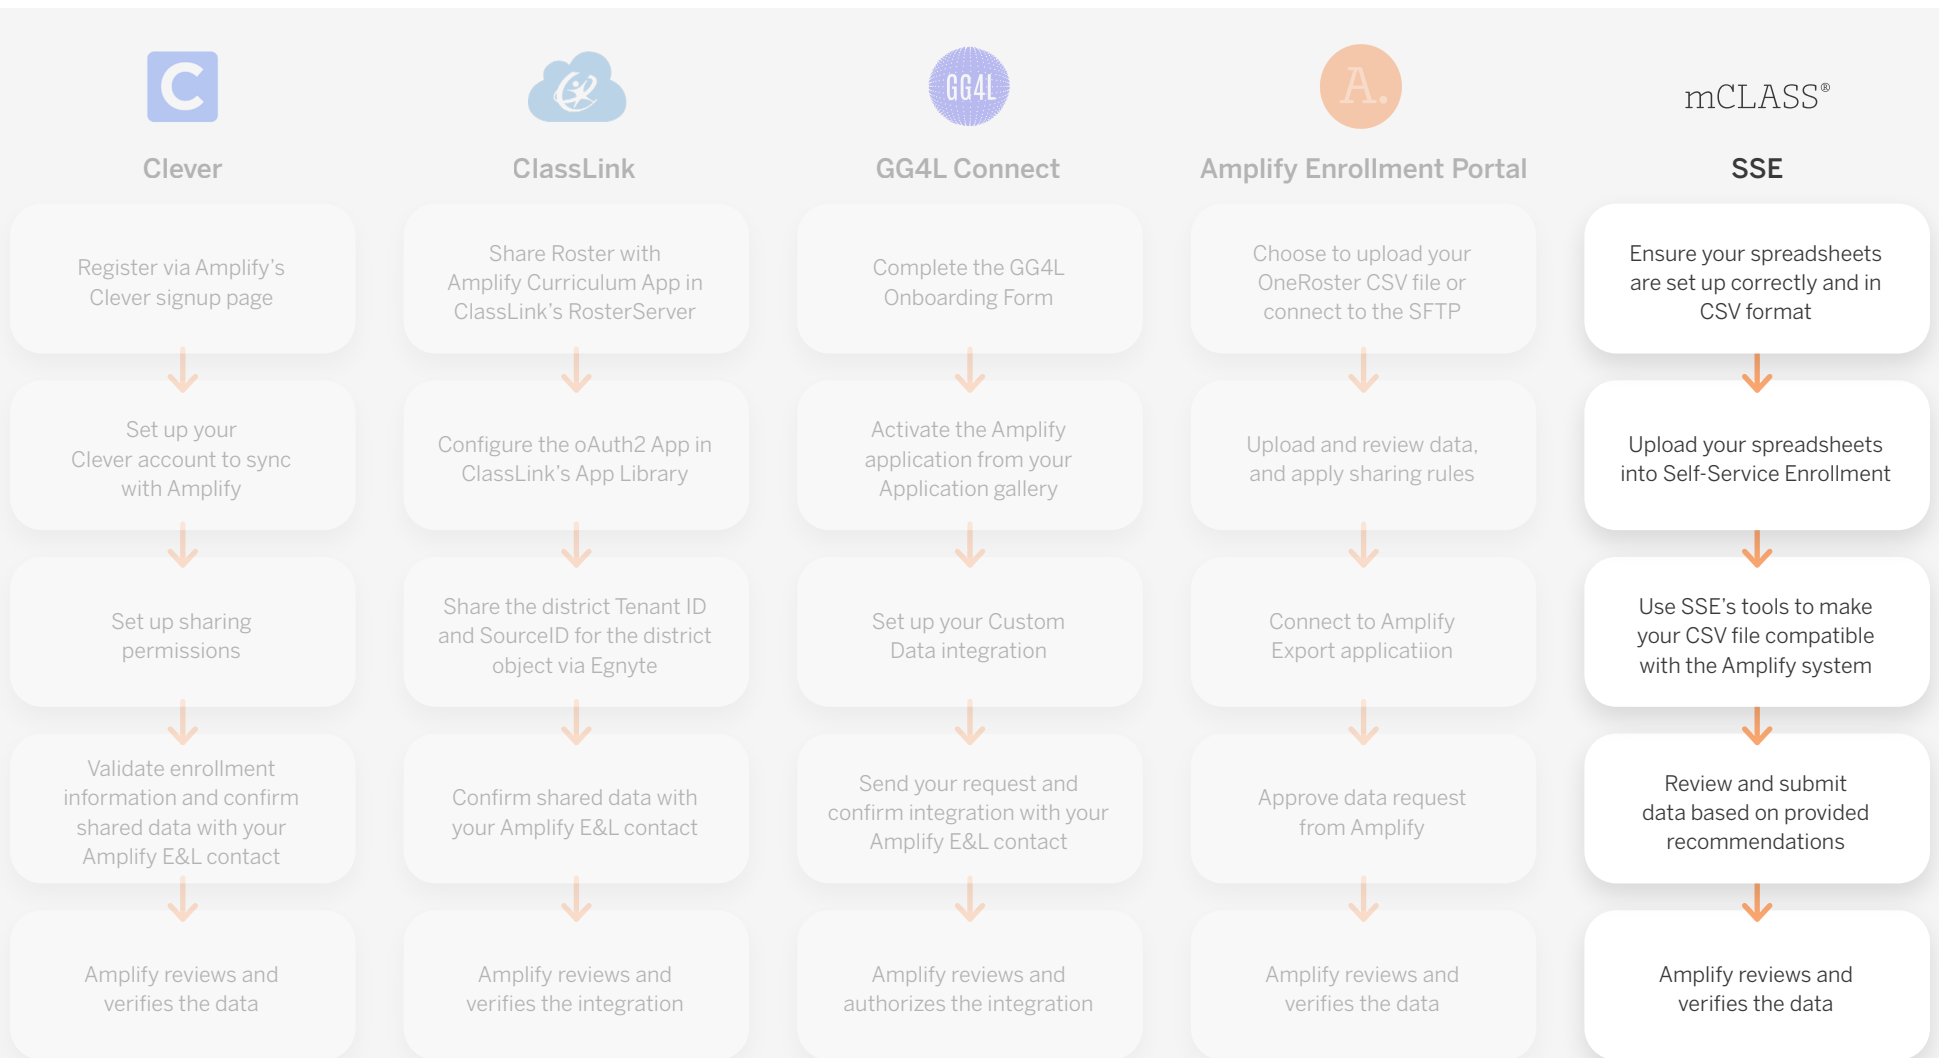 C
Clever
Register via Amplify's
Clever signup page
Set up your
Clever account to sync
with Amplify
Set up sharing
permissions
Validate enrollment
information and confirm
shared data with your
Amplify E&L contact
Amplify reviews and
verifies the data
ClassLink
Share Roster with
Amplify Curriculum App in
ClassLink's RosterServer
Configure the oAuth2 App in
ClassLink's App Library
Share the district Tenant ID
and SourceID for the district
object via Egnyte
Confirm shared data with
your Amplify E&L contact
Amplify reviews and
verifies the integration
GG4L
GG4L Connect
Complete the GG4L
Onboarding Form
Activate the Amplify
application from your
Application gallery
Set up your Custom
Data integration
Send your request and
confirm integration with your
Amplify E&L contact
Amplify reviews and
authorizes the integration
A.
Amplify Enrollment Portal
Choose to upload your
OneRoster CSV file or
connect to the SFTP
Upload and review data,
and apply sharing rules
Connect to Amplify
Export applicatiion
Approve data request
from Amplify
Amplify reviews and
verifies the data
mCLASS®
SSE
Ensure your spreadsheets
are set up correctly and in
CSV format
Upload your spreadsheets
into Self-Service Enrollment
Use SSE's tools to make
your CSV file compatible
with the Amplify system
Review and submit
data based on provided
recommendations
Amplify reviews and
verifies the data